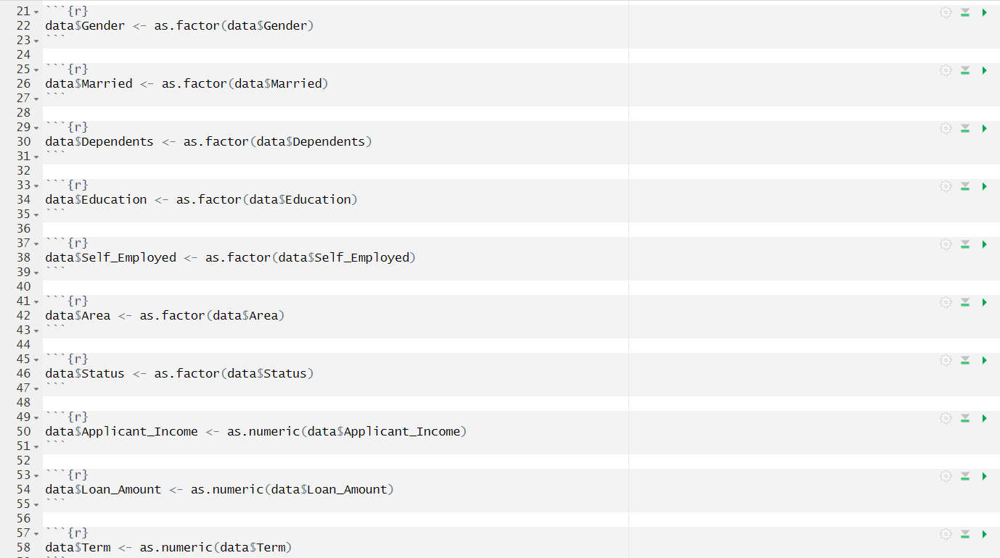 21 ```{r}
22 data$Gender <- as.factor(data$Gender)
23 ```
24
25 ```{r}
26 data$Married <- as.factor(data$Married)
27 ```
28
29 ```{r}
30 data$Dependents <- as.factor(data$Dependents)
31 ```
32
33 ```{r}
34 data$Education <- as.factor(data$Education)
35 ```
36
37 ```{r}
38 data$Self_Employed <- as.factor(data$Self_Employed)
39 ```
40
41 ```{r}
42 data$Area <- as.factor(data$Area)
43 ```
44
45 ```{r}
46 data$Status <- as.factor(data$Status)
47 ```
48
49 ```{r}
50 data$Applicant_Income <- as.numeric(data$Applicant_Income)
51 ```
52
53 ```{r}
54 data$Loan_Amount <- as.numeric(data$Loan_Amount)
55 ```
56
57 ```{r}
58 data$Term <- as.numeric(data$Term)